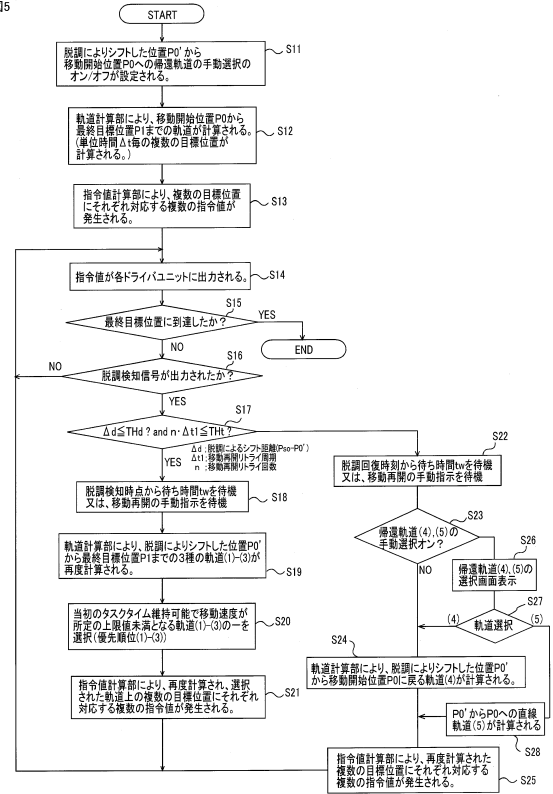 図5
START
S11
脱調によりシフトした位置P0'から
移動開始位置P0への帰還軌道の手動選択の
オン/オフが設定される。
S12
軌道計算部により、移動開始位置P0から
最終目標位置P1までの軌道が計算される。
(単位時間Δt毎の複数の目標位置が
計算される。)
S13
指令値計算部により、複数の目標位置
にそれぞれ対応する複数の指令値が
発生される。
S14
指令値が各ドライバユニットに出力される。
S15
最終目標位置に到達したか?
YES
END
NO
S16
脱調検知信号が出力されたか?
NO
YES
S17
Δd≦THd? and n・Δt1≦THt?
Δd;脱調によるシフト距離(Pso-P0')
Δt1;移動再開リトライ周期
n;移動再開リトライ回数
YES
S18
脱調検知時点から待ち時間twを待機
又は、移動再開の手動指示を待機
S19
軌道計算部により、脱調によりシフトした位置P0'
から最終目標位置P1までの3種の軌道(1)-(3)が
再度計算される。
S20
当初のタスクタイム維持可能で移動速度が
所定の上限値未満となる軌道(1)-(3)の一を
選択(優先順位(1)-(3))
S21
指令値計算部により、再度計算され、選択
された軌道上の複数の目標位置にそれぞれ
対応する複数の指令値が発生される。
S22
脱調回復時刻から待ち時間twを待機
又は、移動再開の手動指示を待機
S23
帰還軌道(4),(5)の
手動選択オン?
NO
S26
帰還軌道(4),(5)の
選択画面表示
S27
(4)
軌道選択
(5)
S24
軌道計算部により、脱調によりシフトした位置P0'
から移動開始位置P0に戻る軌道(4)が計算される。
P0'からP0への直線
軌道(5)が計算される
S28
S25
指令値計算部により、再度計算された
複数の目標位置にそれぞれ対応する
複数の指令値が発生される。